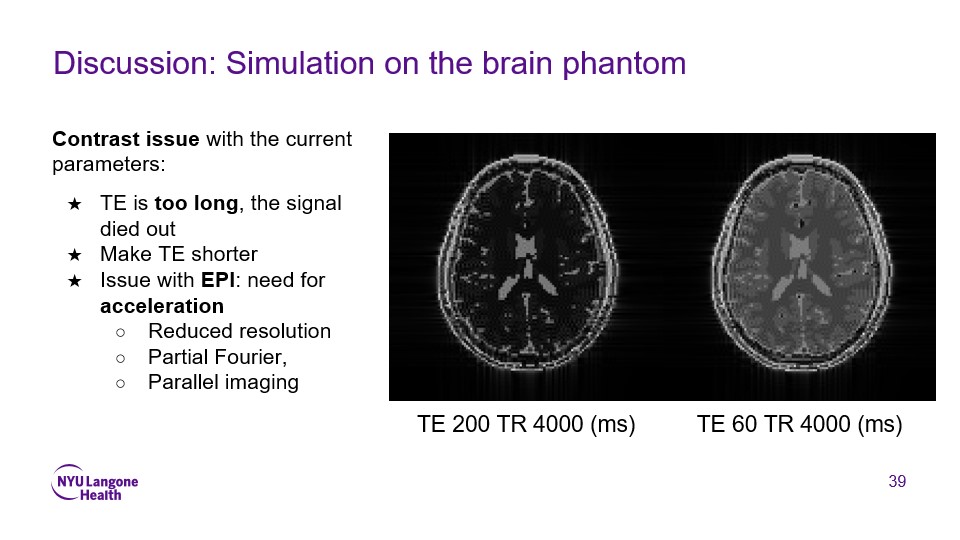 Discussion: Simulation on the brain phantom
Contrast issue with the current
parameters:
★ TE is too long, the signal
died out
★ Make TE shorter
★ Issue with EPI: need for
acceleration
○ Reduced resolution
○ Partial Fourier,
○ Parallel imaging
TE 200 TR 4000 (ms)
TE 60 TR 4000 (ms)
NYU Langone
Health
39